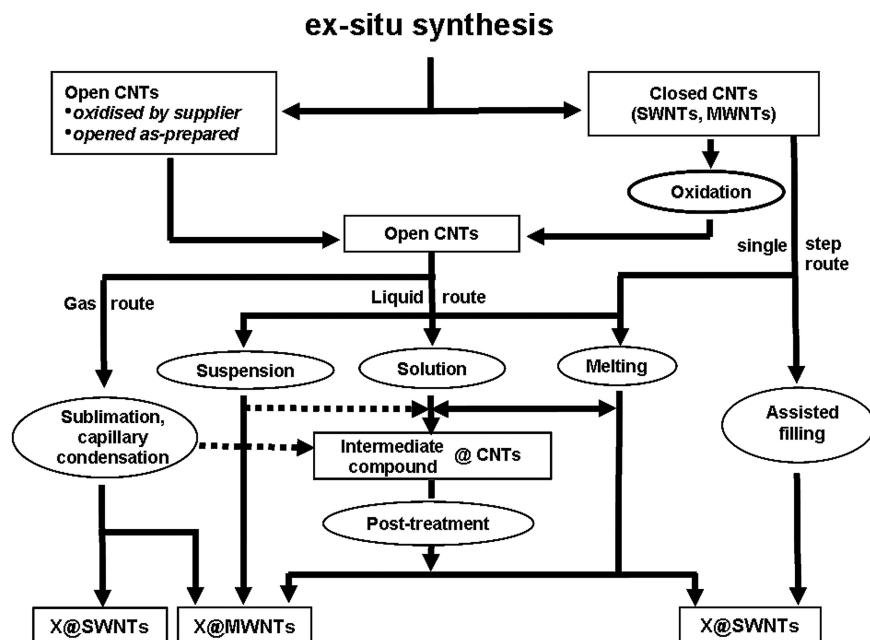 ex-situ synthesis
Open CNTs
•oxidised by supplier
•opened as-prepared
Closed CNTs
(SWNTs, MWNTs)
Oxidation
Open CNTs
single step
route
Gas route
Liquid route
Suspension
Solution
Melting
Sublimation,
capillary
condensation
Assisted
filling
Intermediate
compound @ CNTs
Post-treatment
X@SWNTs
X@MWNTs
X@SWNTs